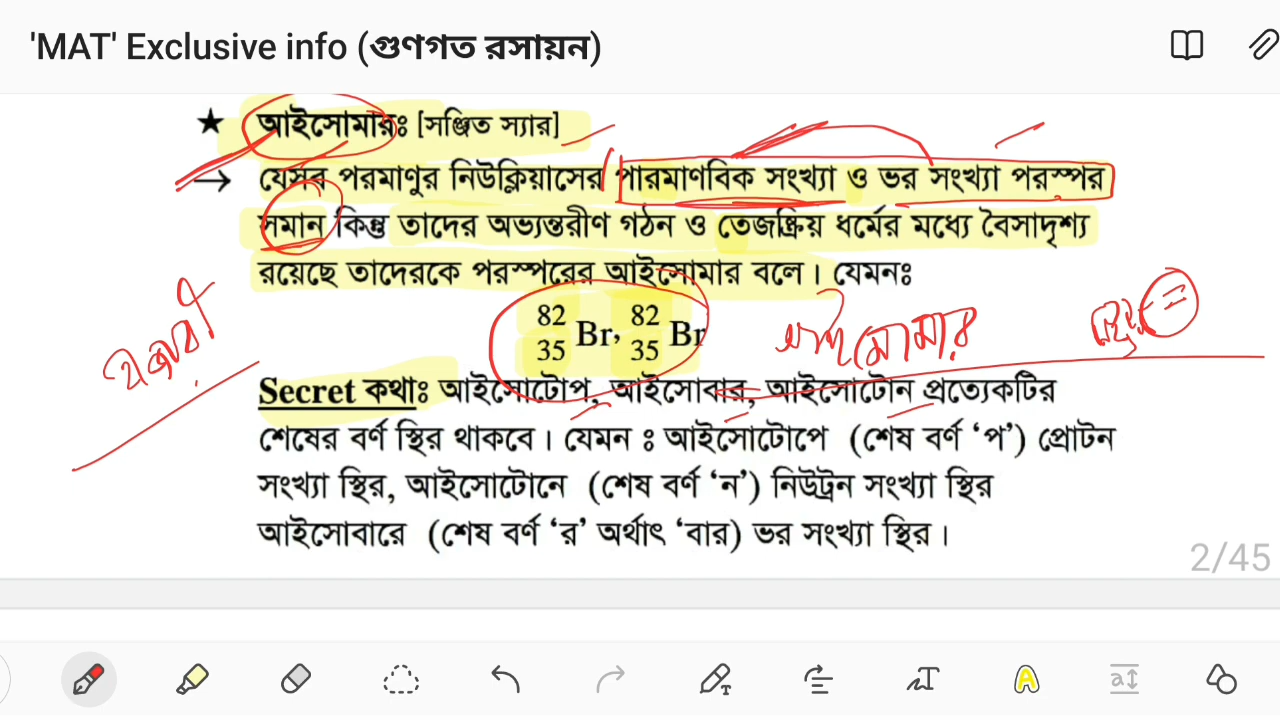 'MAT' Exclusive info (গুণগত রসায়ন)
★ আইসোমারঃ [সঞ্জিত স্যার]
→ যেসব পরমাণুর নিউক্লিয়াসের পারমাণবিক সংখ্যা ও ভর সংখ্যা পরস্পর
সমান কিন্তু তাদের অভ্যন্তরীণ গঠন ও তেজষ্ক্রিয় ধর্মের মধ্যে বৈসাদৃশ্য
রয়েছে তাদেরকে পরস্পরের আইসোমার বলে। যেমনঃ
82 82
35 Br, 35 Br
আইসোমার
Secret কথাঃ আইসোটোপ, আইসোবার, আইসোটোন প্রত্যেকটির
শেষের বর্ণ স্থির থাকবে। যেমন ঃ আইসোটোপে (শেষ বর্ণ ‘প’) প্রোটন
সংখ্যা স্থির, আইসোটোনে (শেষ বর্ণ ‘ন’) নিউট্রন সংখ্যা স্থির
আইসোবারে (শেষ বর্ণ ‘র’ অর্থাৎ ‘বার) ভর সংখ্যা স্থির।
2/45